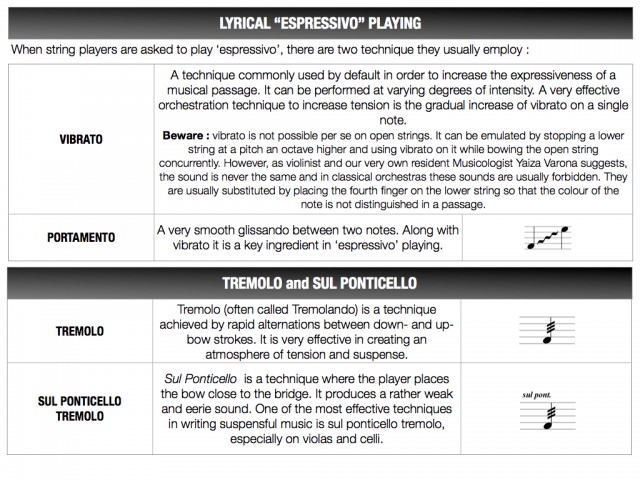 LYRICAL “ESPRESSIVO” PLAYING
When string players are asked to play ‘espressivo’, there are two technique they usually employ :
VIBRATO
A technique commonly used by default in order to increase the expressiveness of a
musical passage. It can be performed at varying degrees of intensity. A very effective
orchestration technique to increase tension is the gradual increase of vibrato on a single
note.
Beware : vibrato is not possible per se on open strings. It can be emulated by stopping a lower
string at a pitch an octave higher and using vibrato on it while bowing the open string
concurrently. However, as violinist and our very own resident Musicologist Yaiza Varona suggests,
the sound is never the same and in classical orchestras these sounds are usually forbidden. They
are usually substituted by placing the fourth finger on the lower string so that the colour of the
note is not distinguished in a passage.
PORTAMENTO
A very smooth glissando between two notes. Along with
vibrato it is a key ingredient in ‘espressivo’ playing.
TREMOLO and SUL PONTICELLO
TREMOLO
Tremolo (often called Tremolando) is a technique
achieved by rapid alternations between down- and up-
bow strokes. It is very effective in creating an
atmosphere of tension and suspense.
SUL PONTICELLO
TREMOLO
Sul Ponticello is a technique where the player places
the bow close to the bridge. It produces a rather weak
and eerie sound. One of the most effective techniques
in writing suspensful music is sul ponticello tremolo,
especially on violas and celli.
sul pont.